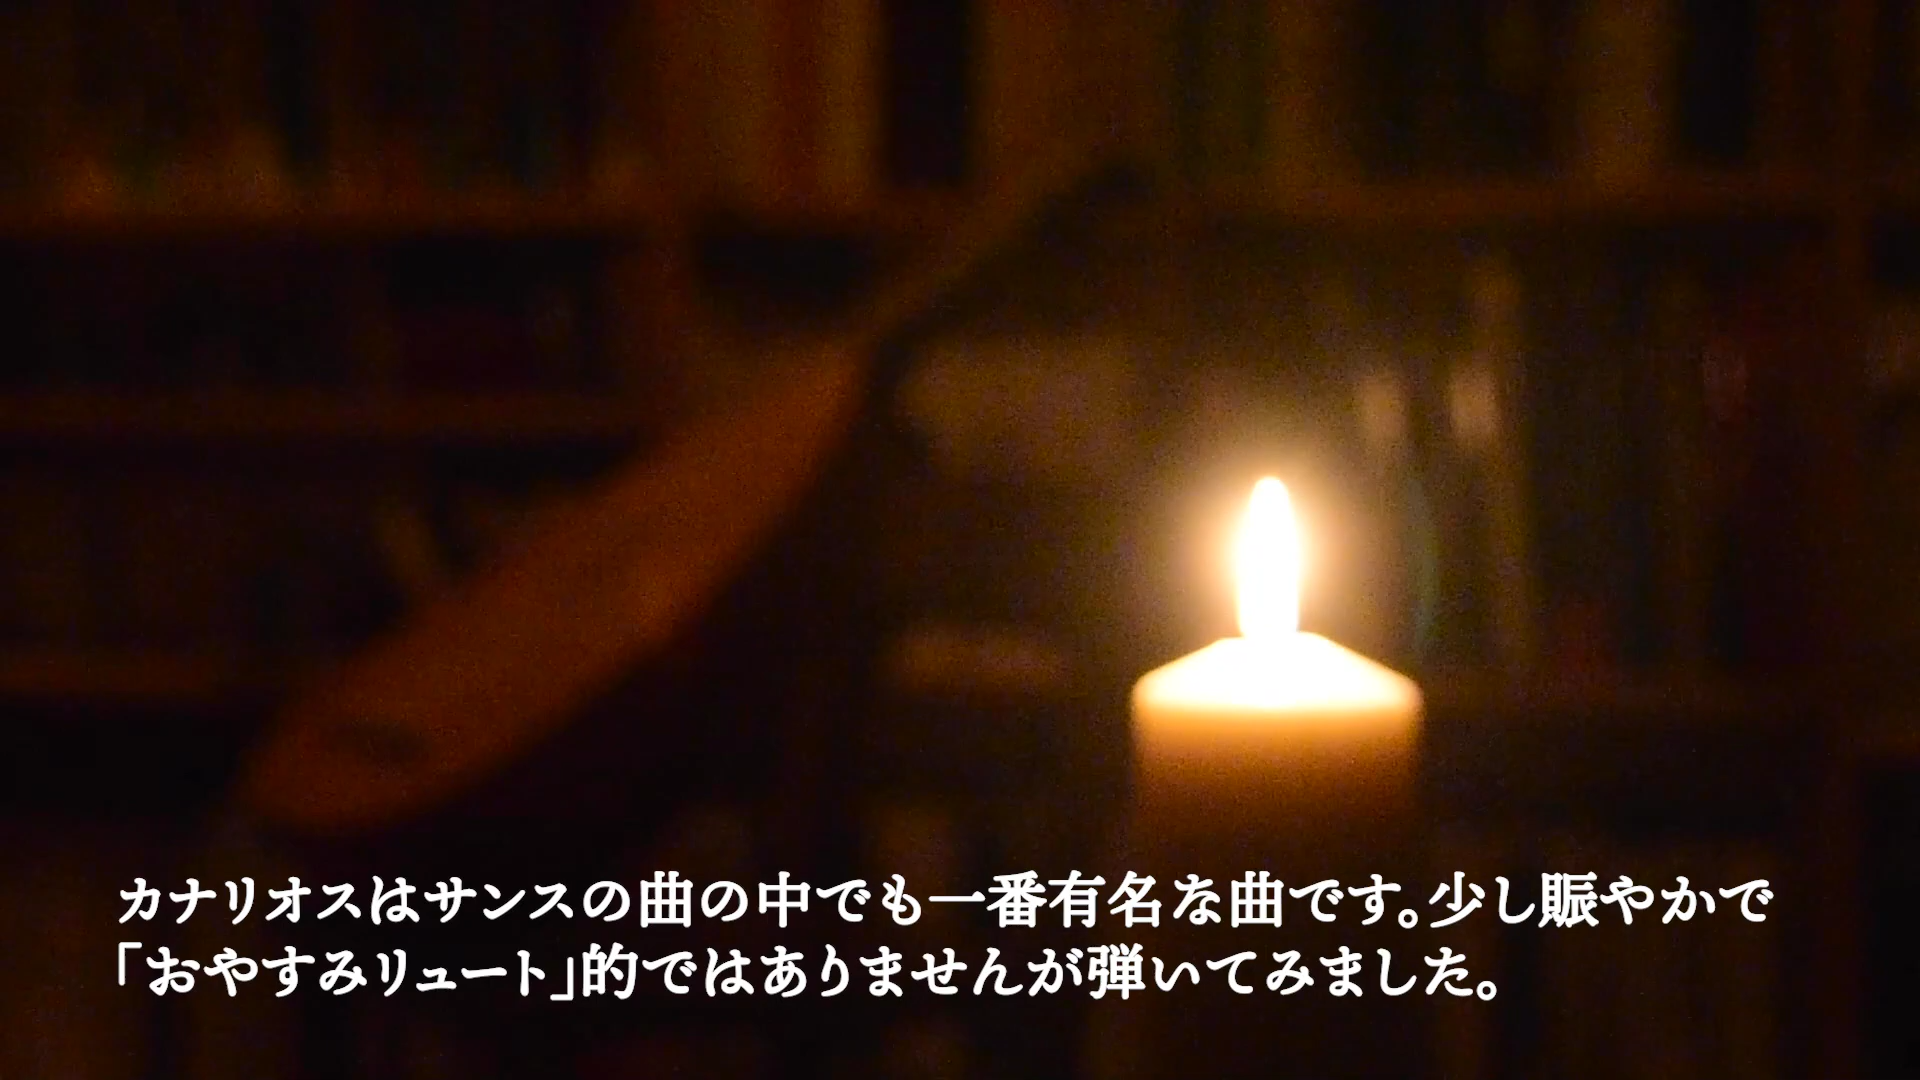 カナリオスはサンスの曲の中でも一番有名な曲です。少し賑やかで
「おやすみリュート」的ではありませんが弾いてみました。